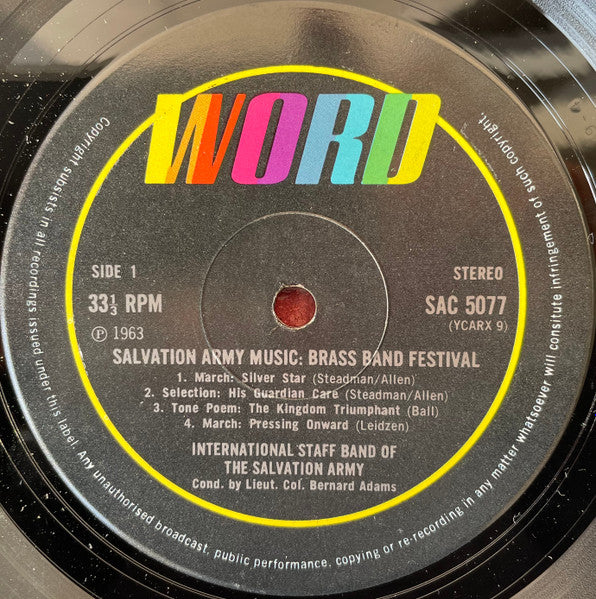 WORD
SIDE 1
STEREO
33⅓ RPM
SAC 5077
℗ 1963
(YCARX 9)
SALVATION ARMY MUSIC: BRASS BAND FESTIVAL
1. March: Silver Star (Steadman/Allen)
2. Selection: His Guardian Care (Steadman/Allen)
3. Tone Poem: The Kingdom Triumphant (Ball)
4. March: Pressing Onward (Leidzen)
INTERNATIONAL STAFF BAND OF
THE SALVATION ARMY
Cond. by Lieut. Col. Bernard Adams
Copyright subsists in all recordings issued under this label. Any unauthorised broadcast, public performance, copying or re-recording in any matter whatsoever will consitute infringement of such copyright.